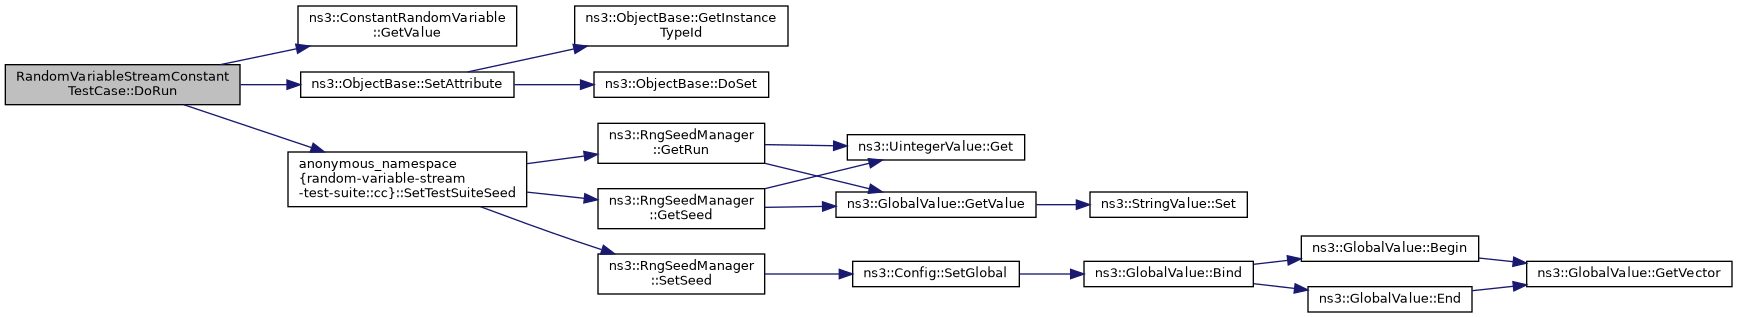 RandomVariableStreamConstant
TestCase::DoRun
ns3::ConstantRandomVariable
::GetValue
ns3::ObjectBase::SetAttribute
ns3::ObjectBase::GetInstance
TypeId
ns3::ObjectBase::DoSet
anonymous_namespace
{random-variable-stream
-test-suite::cc}::SetTestSuiteSeed
ns3::RngSeedManager
::GetRun
ns3::RngSeedManager
::GetSeed
ns3::RngSeedManager
::SetSeed
ns3::UintegerValue::Get
ns3::GlobalValue::GetValue
ns3::StringValue::Set
ns3::Config::SetGlobal
ns3::GlobalValue::Bind
ns3::GlobalValue::Begin
ns3::GlobalValue::End
ns3::GlobalValue::GetVector